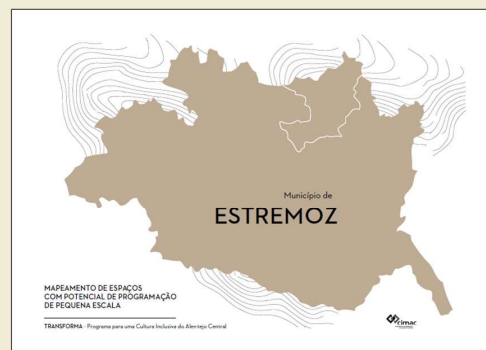 Município de
ESTREMOZ
MAPEAMENTO DE ESPAÇOS
COM POTENCIAL DE PROGRAMAÇÃO
DE PEQUENA ESCALA
TRANSFORMA - Programa para uma Cultura Inclusiva do Alentejo Central
cimac